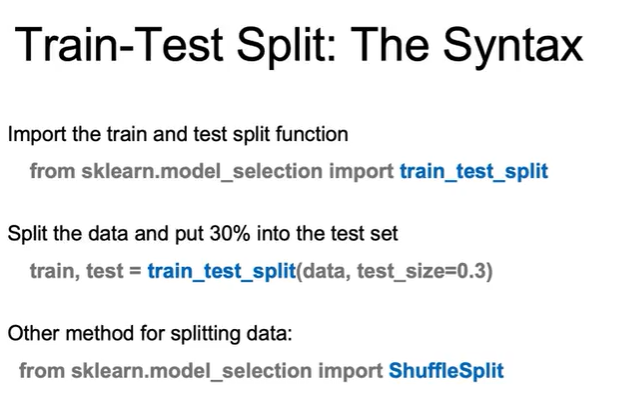 Train-Test Split: The Syntax
Import the train and test split function
from sklearn.model_selection import train_test_split
Split the data and put 30% into the test set
train, test = train_test_split(data, test_size=0.3)
Other method for splitting data:
from sklearn.model_selection import ShuffleSplit